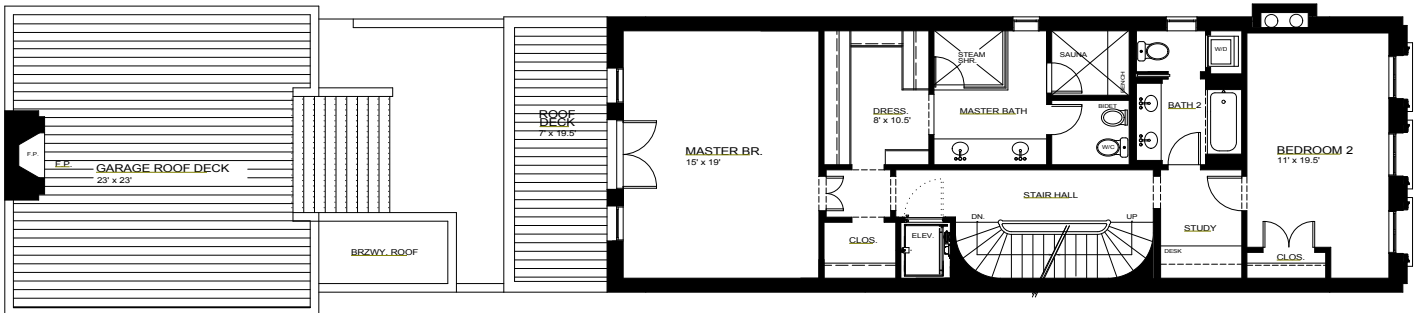 F.P.
F.P.
GARAGE ROOF DECK
23' x 23'
BRZWY. ROOF
ROOF
DECK
7' x 19.5'
MASTER BR.
15' x 19'
DRESS.
8' x 10.5'
STEAM
SHR.
MASTER BATH
SAUNA
BENCH
BIDET
W/C
CLOS.
ELEV.
STAIR HALL
DN.
UP
W/D
BATH 2
STUDY
DESK
BEDROOM 2
11' x 19.5'
CLOS.